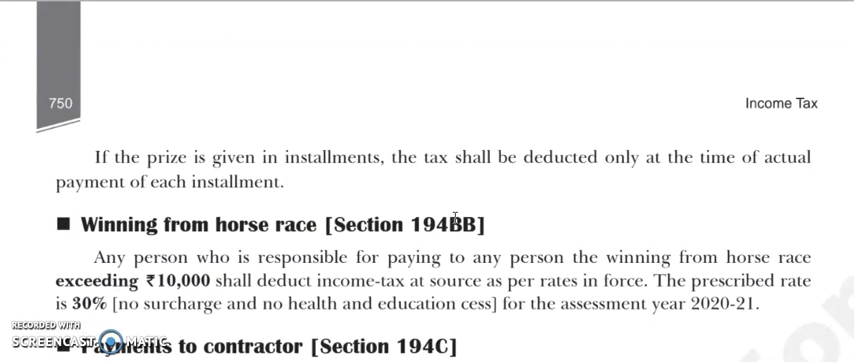 750
Income Tax
If the prize is given in installments, the tax shall be deducted only at the time of actual
payment of each installment.
■ Winning from horse race [Section 194BB]
Any person who is responsible for paying to any person the winning from horse race
exceeding ₹10,000 shall deduct income-tax at source as per rates in force. The prescribed rate
is 30% [no surcharge and no health and education cess] for the assessment year 2020-21.
RECORDED WITH
SCREENCAST MATIC
■ Payments to contractor [Section 194C]